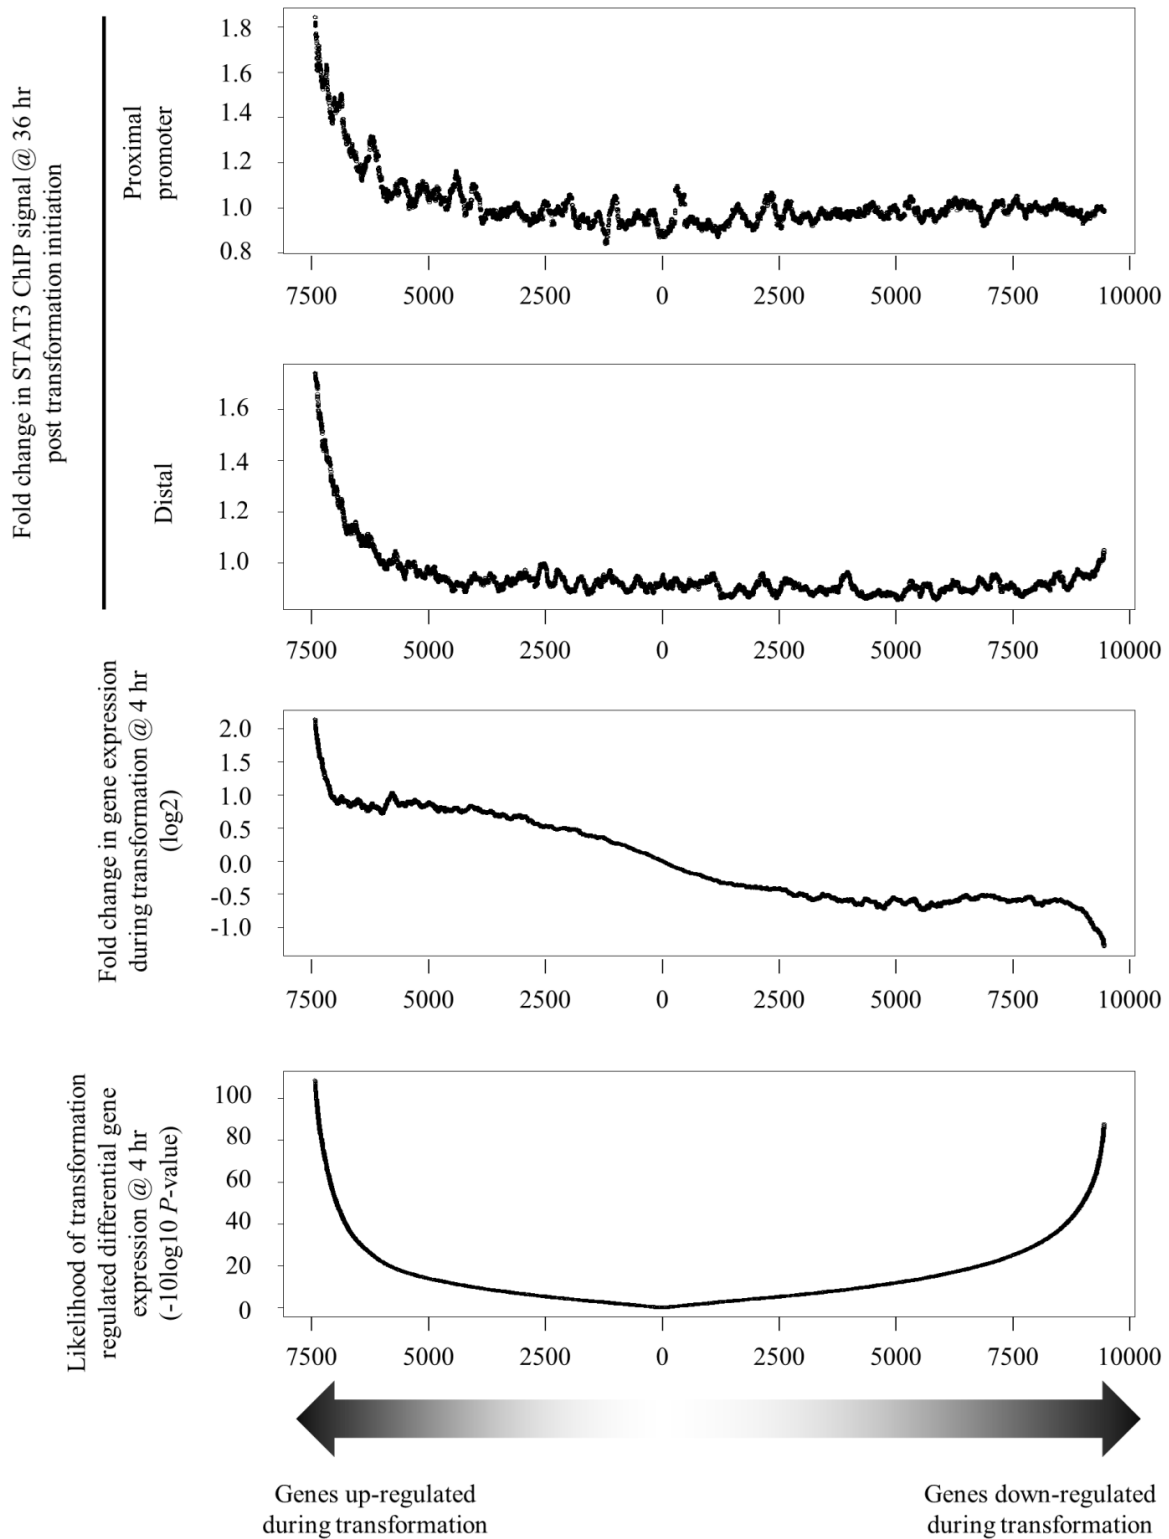 Fold change in STAT3 ChIP signal @ 36 hr
post transformation initiation
Proximal
promoter
1.8
1.6
1.4
1.2
1.0
0.8
7500 5000 2500 0 2500 5000 7500 10000
Distal
1.6
1.4
1.2
1.0
7500 5000 2500 0 2500 5000 7500 10000
Fold change in gene expression
during transformation @ 4 hr
(log2)
2.0
1.5
1.0
0.5
0.0
-0.5
-1.0
7500 5000 2500 0 2500 5000 7500 10000
Likelihood of transformation
regulated differential gene
expression @ 4 hr
(-10log10 P-value)
100
80
60
40
20
0
7500 5000 2500 0 2500 5000 7500 10000
Genes up-regulated
during transformation
Genes down-regulated
during transformation